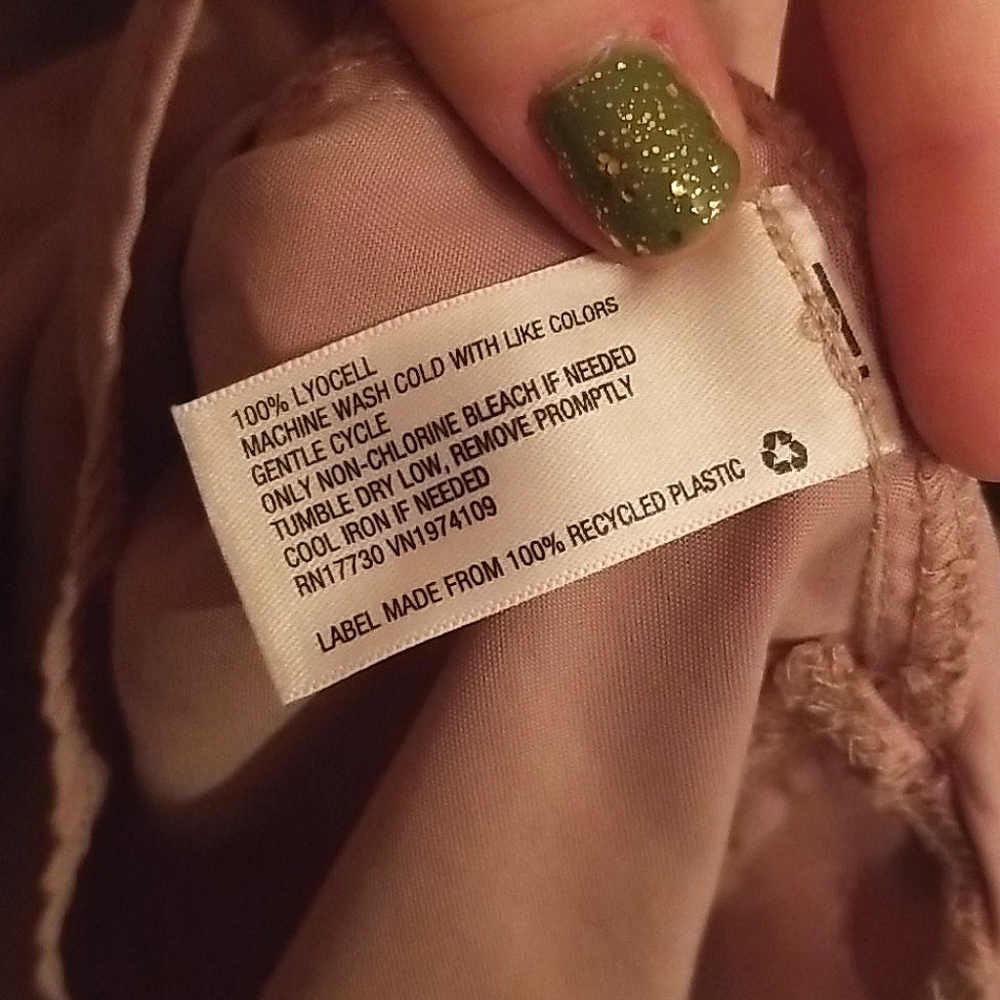 100% LYOCELL
MACHINE WASH COLD WITH LIKE COLORS
GENTLE CYCLE
ONLY NON-CHLORINE BLEACH IF NEEDED
TUMBLE DRY LOW, REMOVE PROMPTLY
COOL IRON IF NEEDED
RN17730 VN1974109
LABEL MADE FROM 100% RECYCLED PLASTIC